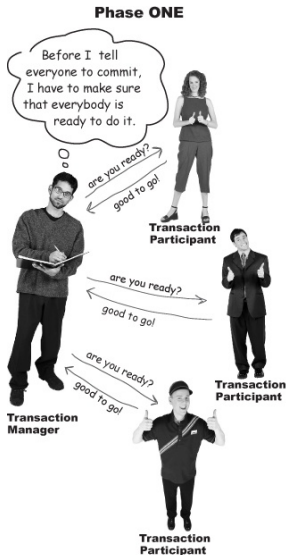 Phase ONE
Before I tell
everyone to commit,
I have to make sure
that everybody is
ready to do it.
are you ready?
good to go!
Transaction
Participant
are you ready?
good to go!
Transaction
Participant
are you ready?
good to go!
Transaction
Manager
Transaction
Participant